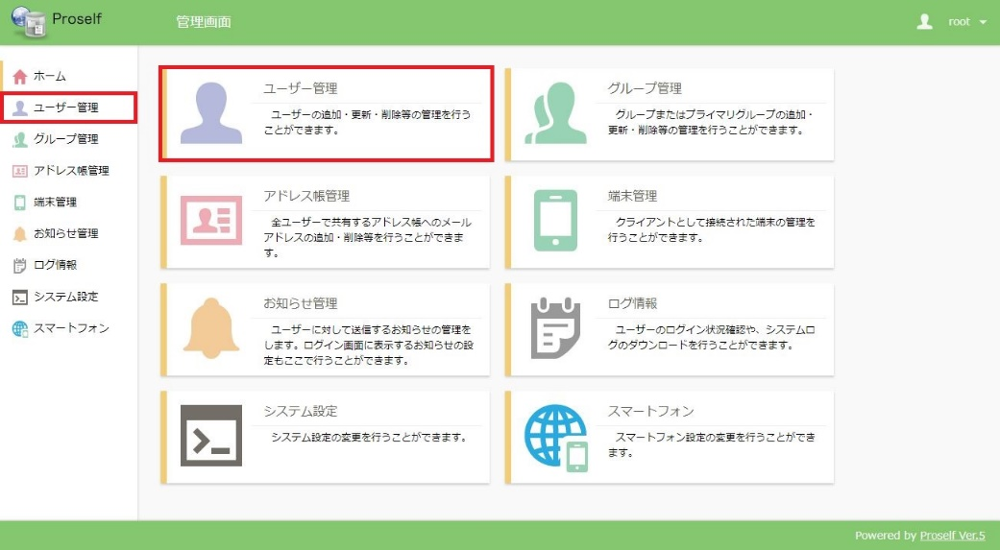 Proself
管理画面
root
ホーム
ユーザー管理
グループ管理
アドレス帳管理
端末管理
お知らせ管理
ログ情報
システム設定
スマートフォン
ユーザー管理
ユーザーの追加・更新・削除等の管理を行う
ことができます。
グループ管理
グループまたはプライマリグループの追加・
更新・削除等の管理を行うことができます。
アドレス帳管理
全ユーザーで共有するアドレス帳へのメール
アドレスの追加・削除等を行うことができま
す。
端末管理
クライアントとして接続された端末の管理を
行うことができます。
お知らせ管理
ユーザーに対して送信するお知らせの管理を
します。ログイン画面に表示するお知らせの設
定もここで行うことができます。
ログ情報
ユーザーのログイン状況確認や、システムロ
グのダウンロードを行うことができます。
システム設定
システム設定の変更を行うことができます。
スマートフォン
スマートフォン設定の変更を行うことができ
ます。
Powered by Proself Ver.5